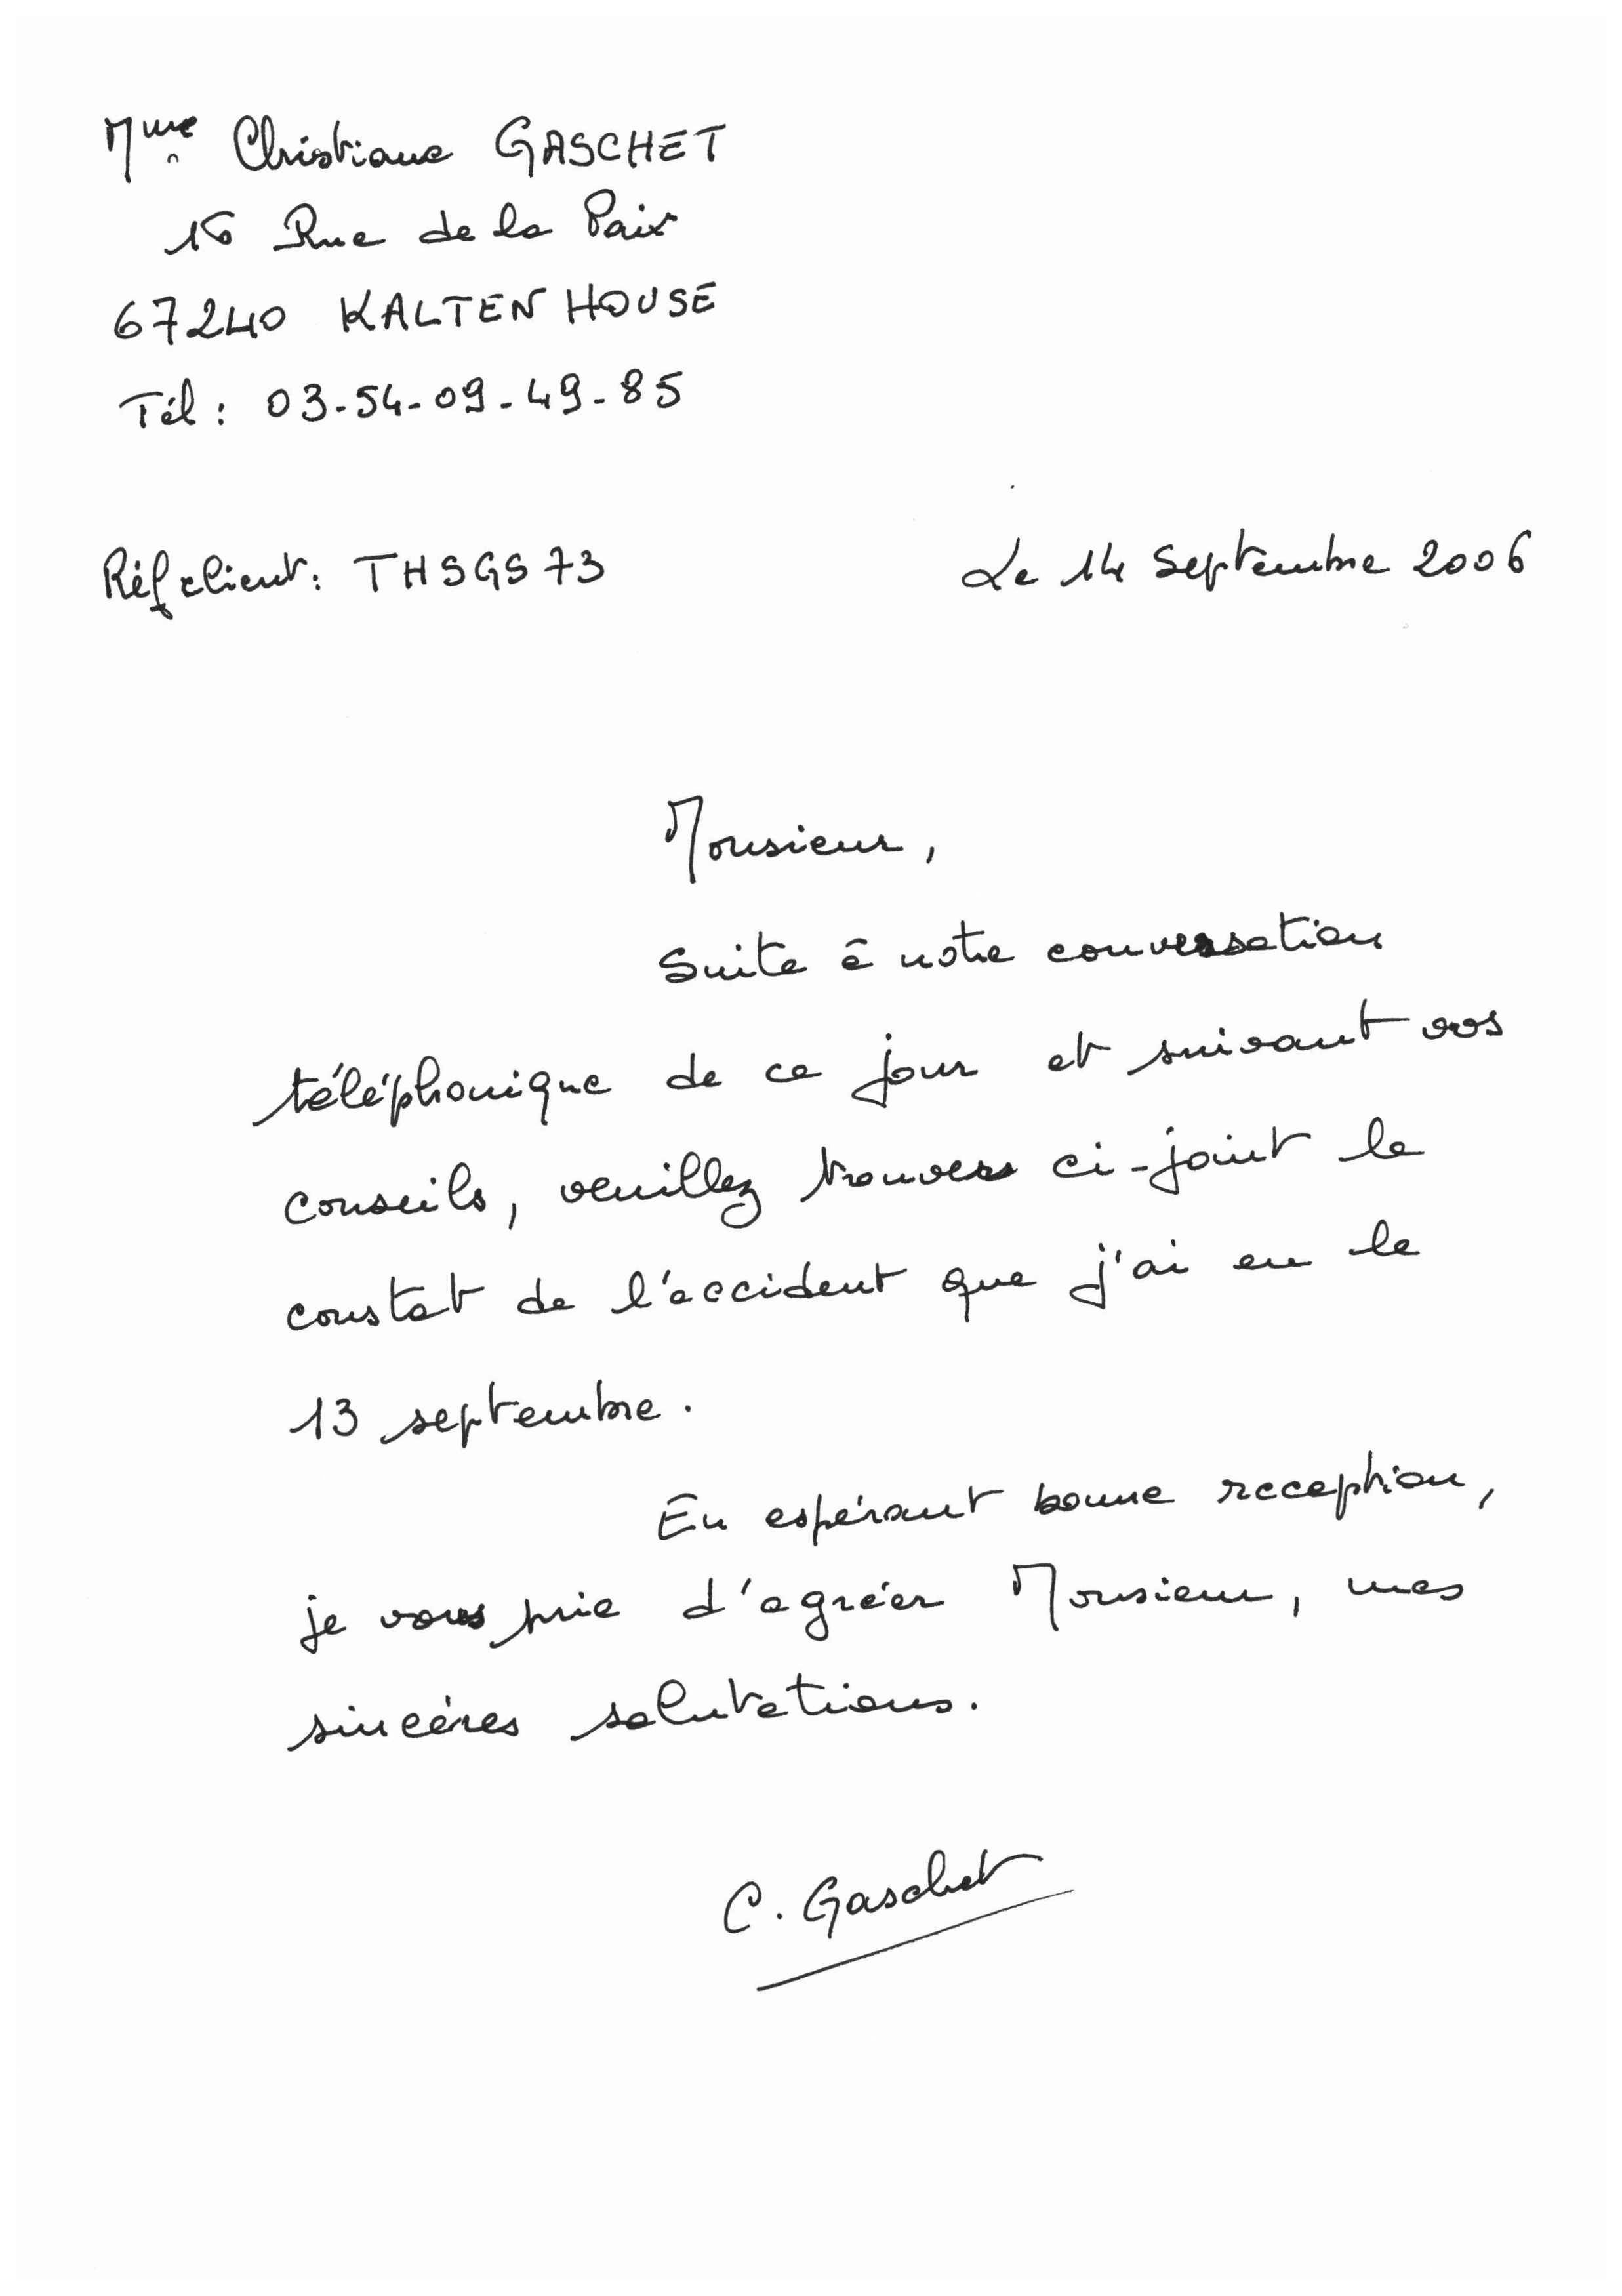 Mme Christiane GASCHET
16 Rue de la Paix
67240 KALTENHOUSE
Tél : 03-54-09-49-85
Réf client : THSGS73
Le 14 Septembre 2006
Monsieur,
Suite à notre conversation
téléphonique de ce jour et suivant vos
conseils, veuillez trouver ci-joint le
constat de l'accident que j'ai eu le
13 septembre.
En espérant bonne reception,
je vous prie d'agréer Monsieur, mes
sincéres salutations.
C. Gaschet